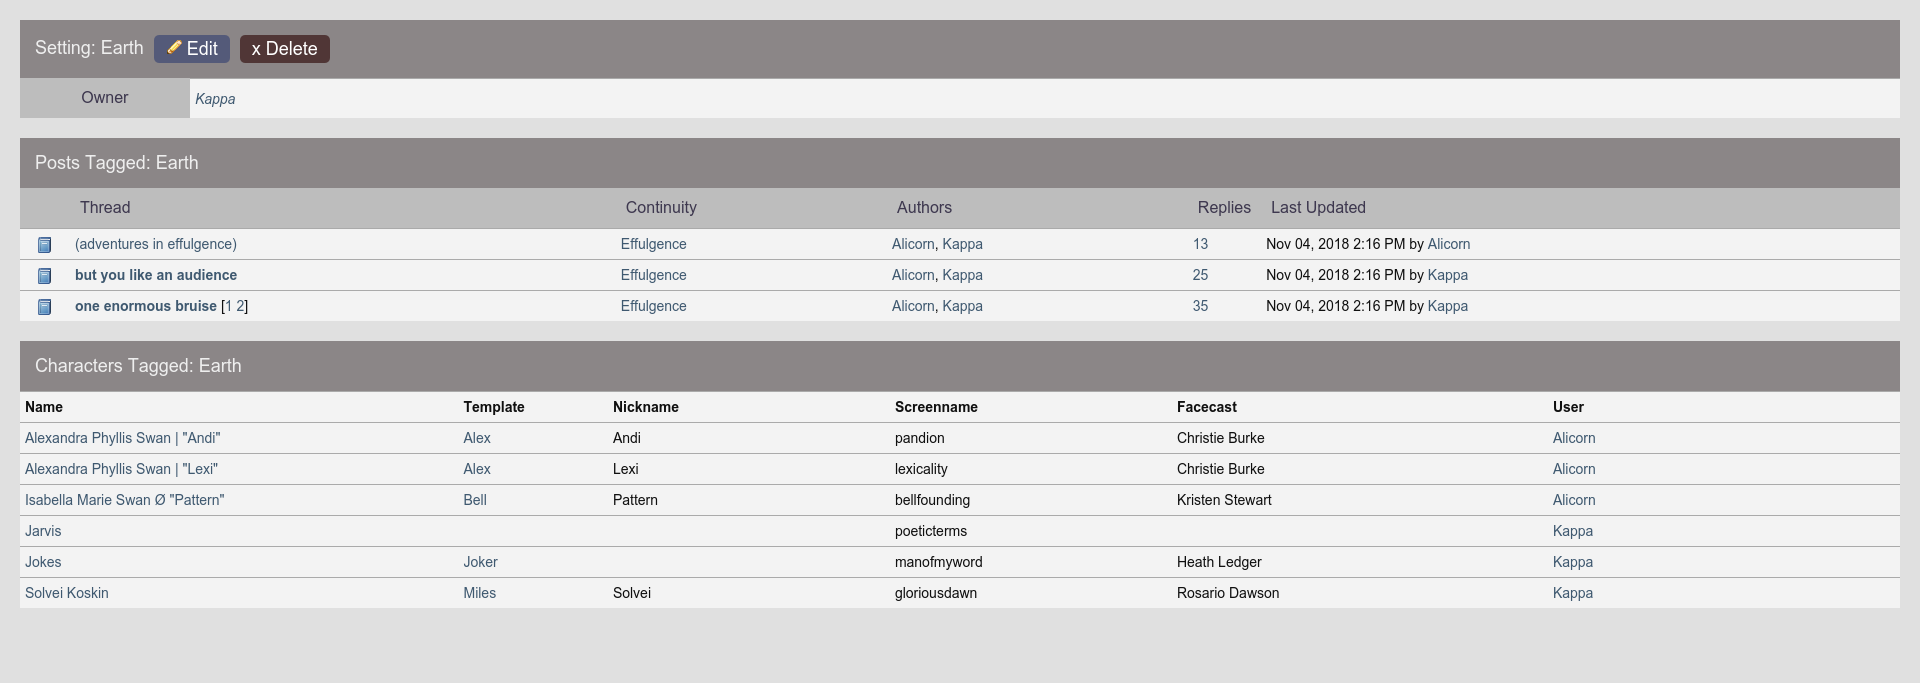 Setting: Earth Edit x Delete
Owner Kappa
Posts Tagged: Earth
Thread Continuity Authors Replies Last Updated
(adventures in effulgence) Effulgence Alicorn, Kappa 13 Nov 04, 2018 2:16 PM by Alicorn
but you like an audience Effulgence Alicorn, Kappa 25 Nov 04, 2018 2:16 PM by Kappa
one enormous bruise [1 2] Effulgence Alicorn, Kappa 35 Nov 04, 2018 2:16 PM by Kappa
Characters Tagged: Earth
Name Template Nickname Screenname Facecast User
Alexandra Phyllis Swan | "Andi" Alex Andi pandion Christie Burke Alicorn
Alexandra Phyllis Swan | "Lexi" Alex Lexi lexicality Christie Burke Alicorn
Isabella Marie Swan Ø "Pattern" Bell Pattern bellfounding Kristen Stewart Alicorn
Jarvis poeticterms Kappa
Jokes Joker manofmyword Heath Ledger Kappa
Solvei Koskin Miles Solvei gloriousdawn Rosario Dawson Kappa